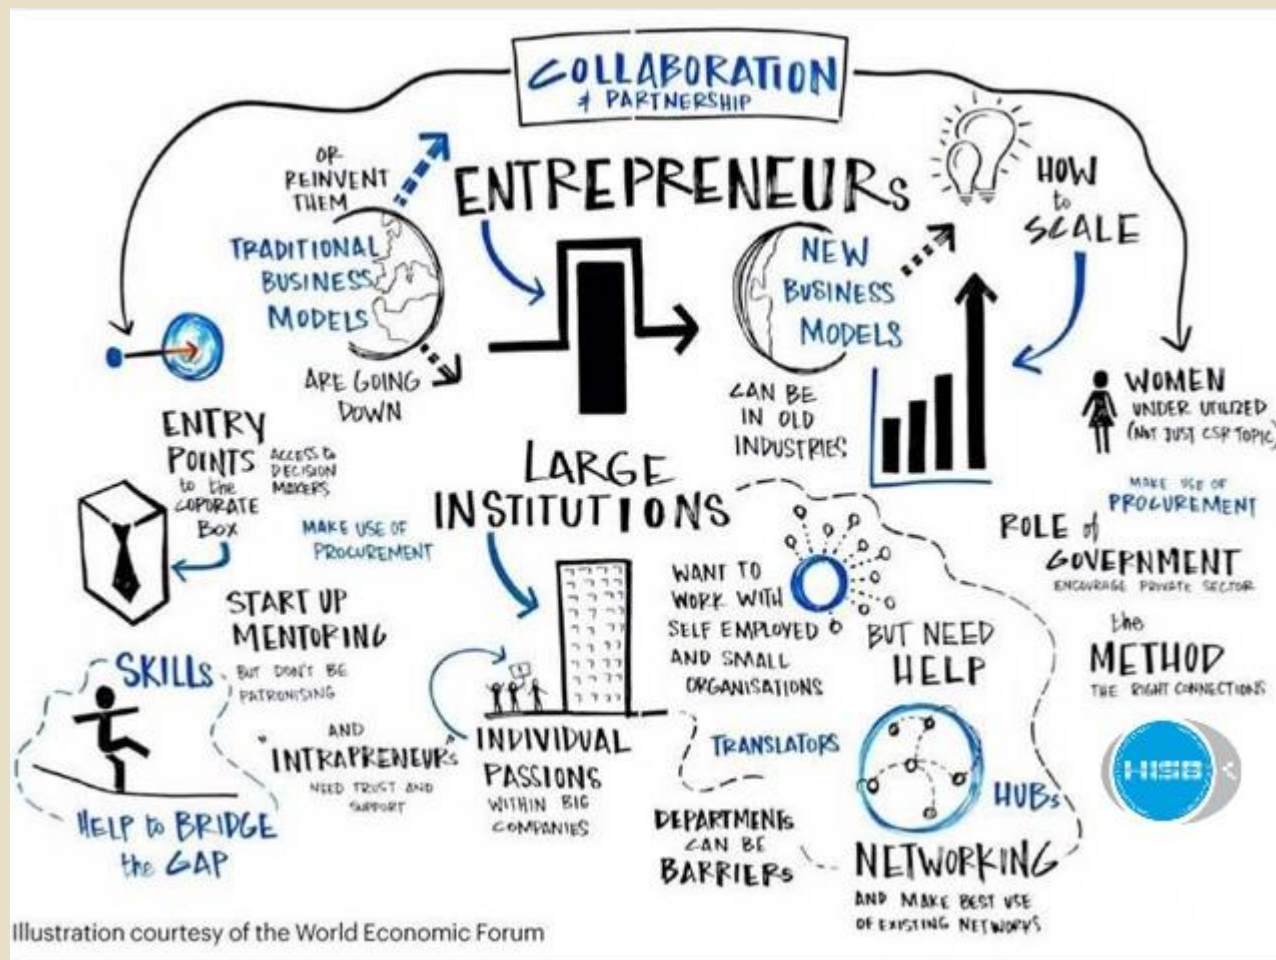 COLLABORATION
& PARTNERSHIP
ENTREPRENEURs
OR
REINVENT
THEM
TRADITIONAL
BUSINESS
MODELS
ARE GOING
DOWN
NEW
BUSINESS
MODELS
CAN BE
IN OLD
INDUSTRIES
HOW
to
SCALE
WOMEN
UNDER UTILIZED
(NOT JUST CSR TOPIC)
MAKE USE OF
PROCUREMENT
ENTRY
POINTS
to the
COPORATE
BOX
ACCESS to
DECISION
MAKERS
MAKE USE OF
PROCUREMENT
LARGE
INSTITUTIONS
ROLE of
GOVERNMENT
ENCOURAGE PRIVATE SECTOR
the
METHOD
THE RIGHT CONNECTIONS
START UP
MENTORING
BUT DON'T BE
PATRONISING
SKILLS
HELP to BRIDGE
the GAP
AND
"INTRAPRENEURs"
NEED TRUST AND
SUPPORT
INDIVIDUAL
PASSIONS
WITHIN BIG
COMPANIES
WANT TO
WORK WITH
SELF EMPLOYED
AND SMALL
ORGANISATIONS
BUT NEED
HELP
TRANSLATORS
HUBs
DEPARTMENTs
CAN BE
BARRIERs
NETWORKING
AND MAKE BEST USE
OF EXISTING NETWORKS
HISB
Illustration courtesy of the World Economic Forum